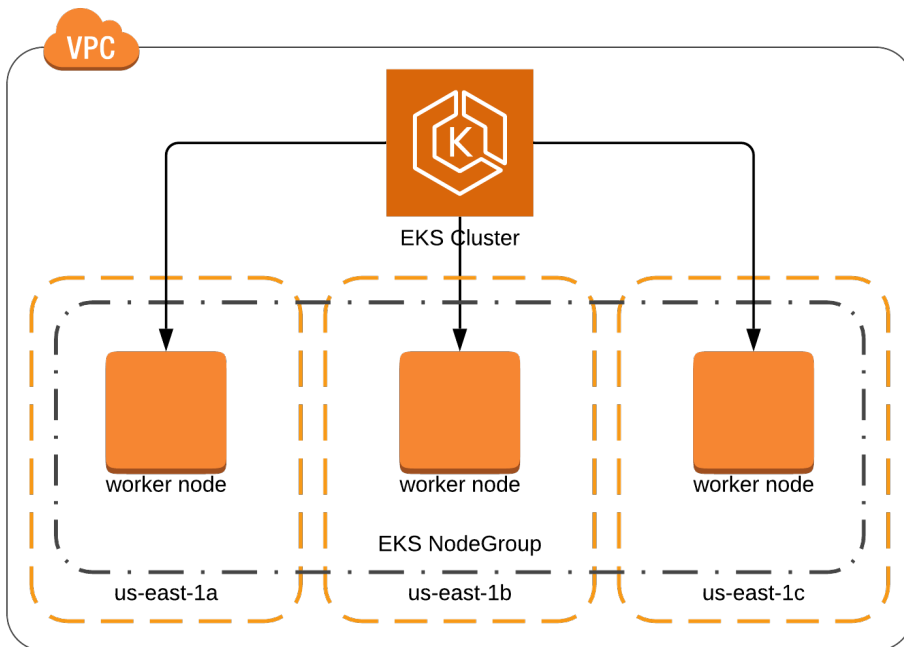 VPC
K
EKS Cluster
worker node
worker node
worker node
EKS NodeGroup
us-east-1a
us-east-1b
us-east-1c